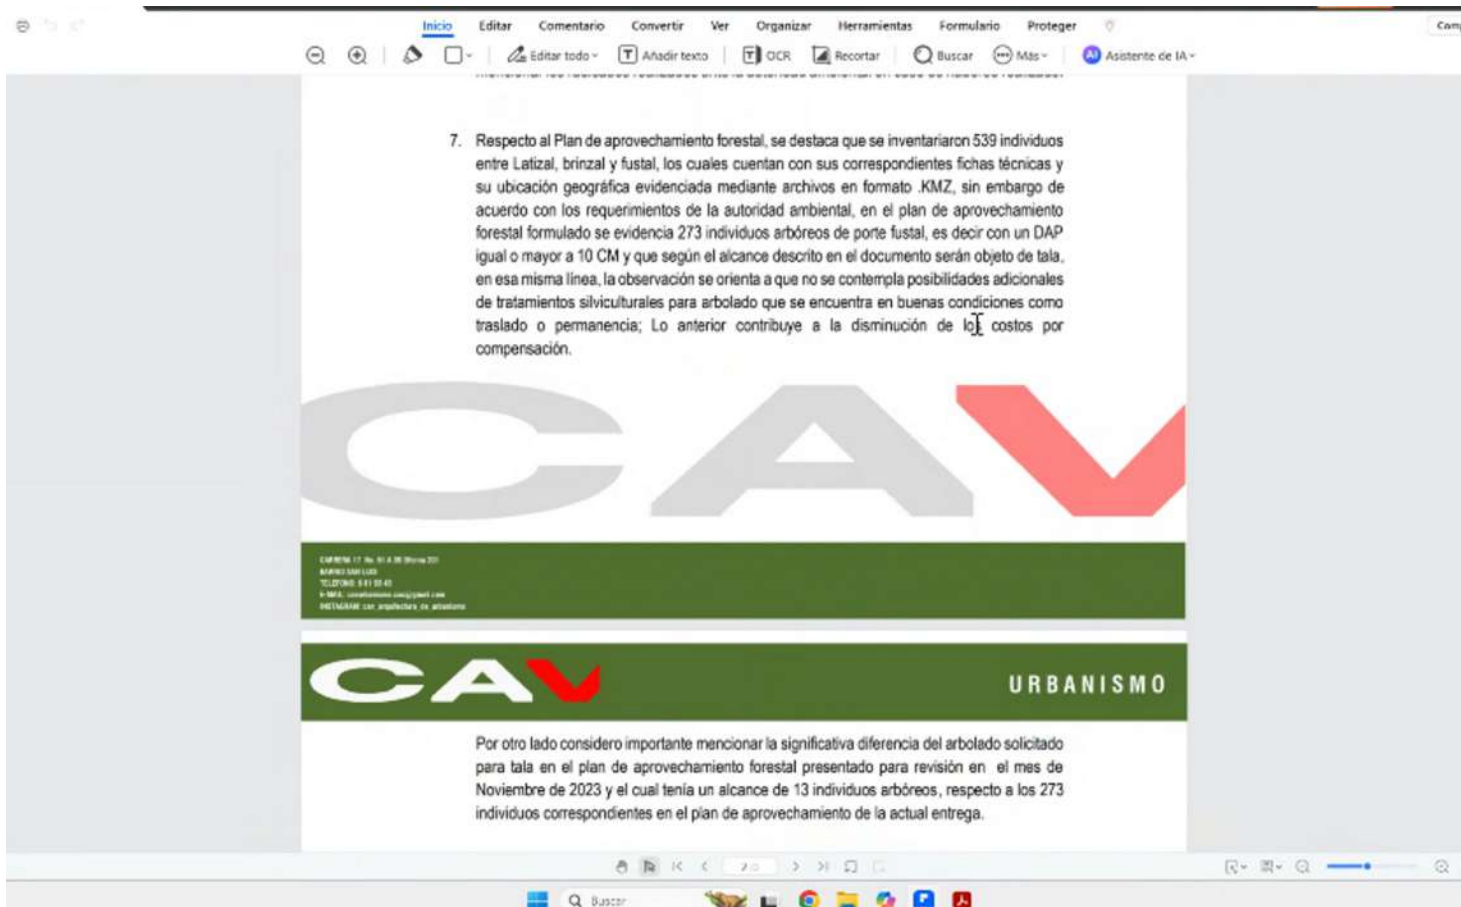 Inicio Editar Comentario Convertir Ver Organizar Herramientas Formulario Proteger
Editar todo Añadir texto OCR Recortar Buscar Más Asistente de IA
7. Respecto al Plan de aprovechamiento forestal, se destaca que se inventariaron 539 individuos
entre Latizal, brinzal y fustal, los cuales cuentan con sus correspondientes fichas técnicas y
su ubicación geográfica evidenciada mediante archivos en formato .KMZ, sin embargo de
acuerdo con los requerimientos de la autoridad ambiental, en el plan de aprovechamiento
forestal formulado se evidencia 273 individuos arbóreos de porte fustal, es decir con un DAP
igual o mayor a 10 CM y que según el alcance descrito en el documento serán objeto de tala,
en esa misma línea, la observación se orienta a que no se contempla posibilidades adicionales
de tratamientos silviculturales para arbolado que se encuentra en buenas condiciones como
traslado o permanencia; Lo anterior contribuye a la disminución de los costos por
compensación.
CAV
CAV
URBANISMO
Por otro lado considero importante mencionar la significativa diferencia del arbolado solicitado
para tala en el plan de aprovechamiento forestal presentado para revisión en el mes de
Noviembre de 2023 y el cual tenía un alcance de 13 individuos arbóreos, respecto a los 273
individuos correspondientes en el plan de aprovechamiento de la actual entrega.
Buscar